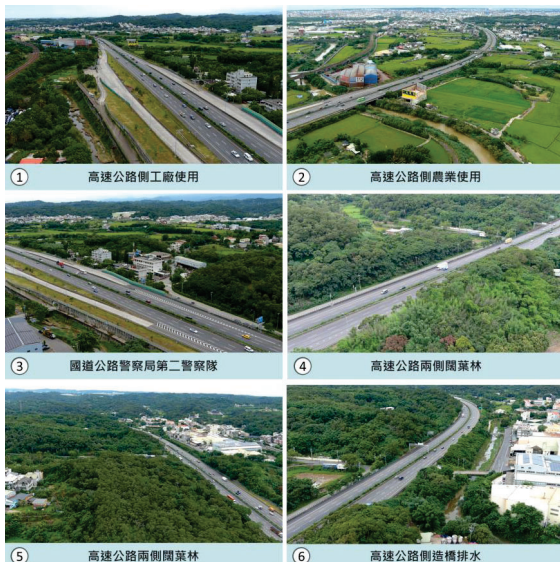 ① 高速公路側工廠使用
② 高速公路側農業使用
③ 國道公路警察局第二警察隊
④ 高速公路兩側闊葉林
⑤ 高速公路兩側闊葉林
⑥ 高速公路側造橋排水